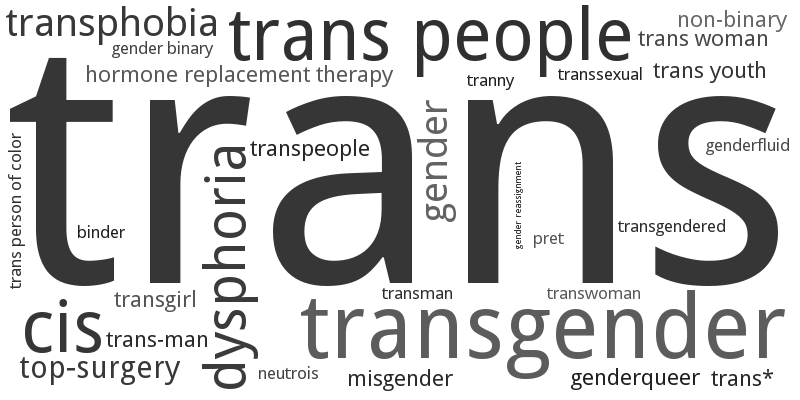 transphobia
trans people
non-binary
trans woman
gender binary
hormone replacement therapy
tranny
transsexual
trans youth
trans
trans person of color
dysphoria
transpeople
gender
gender reassignment
genderfluid
binder
pret
transgendered
transgirl
transman
transwoman
cis
trans-man
transgender
top-surgery
neutrois
misgender
genderqueer
trans*